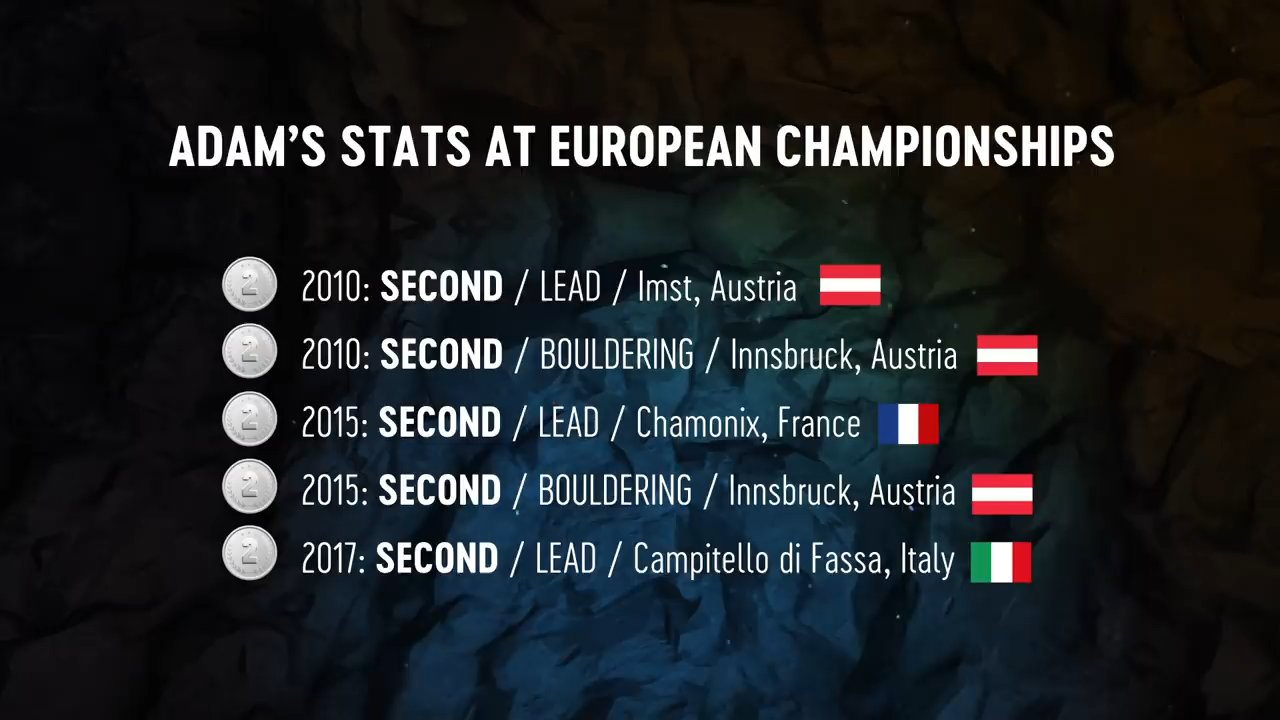 ADAM'S STATS AT EUROPEAN CHAMPIONSHIPS
2 2010: SECOND / LEAD / Imst, Austria
2 2010: SECOND / BOULDERING / Innsbruck, Austria
2 2015: SECOND / LEAD / Chamonix, France
2 2015: SECOND / BOULDERING / Innsbruck, Austria
2 2017: SECOND / LEAD / Campitello di Fassa, Italy